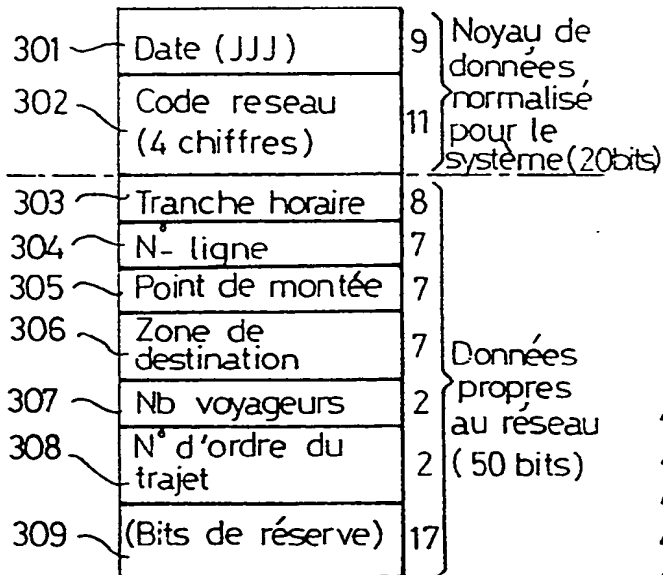 301 Date (JJJ) 9
302 Code reseau
(4 chiffres) 11
Noyau de
données
normalisé
pour le
système (20bits)
303 Tranche horaire 8
304 N° ligne 7
305 Point de montée 7
306 Zone de
destination 7
307 Nb voyageurs 2
308 N° d'ordre du
trajet 2
309 (Bits de réserve) 17
Données
propres
au réseau
(50 bits)